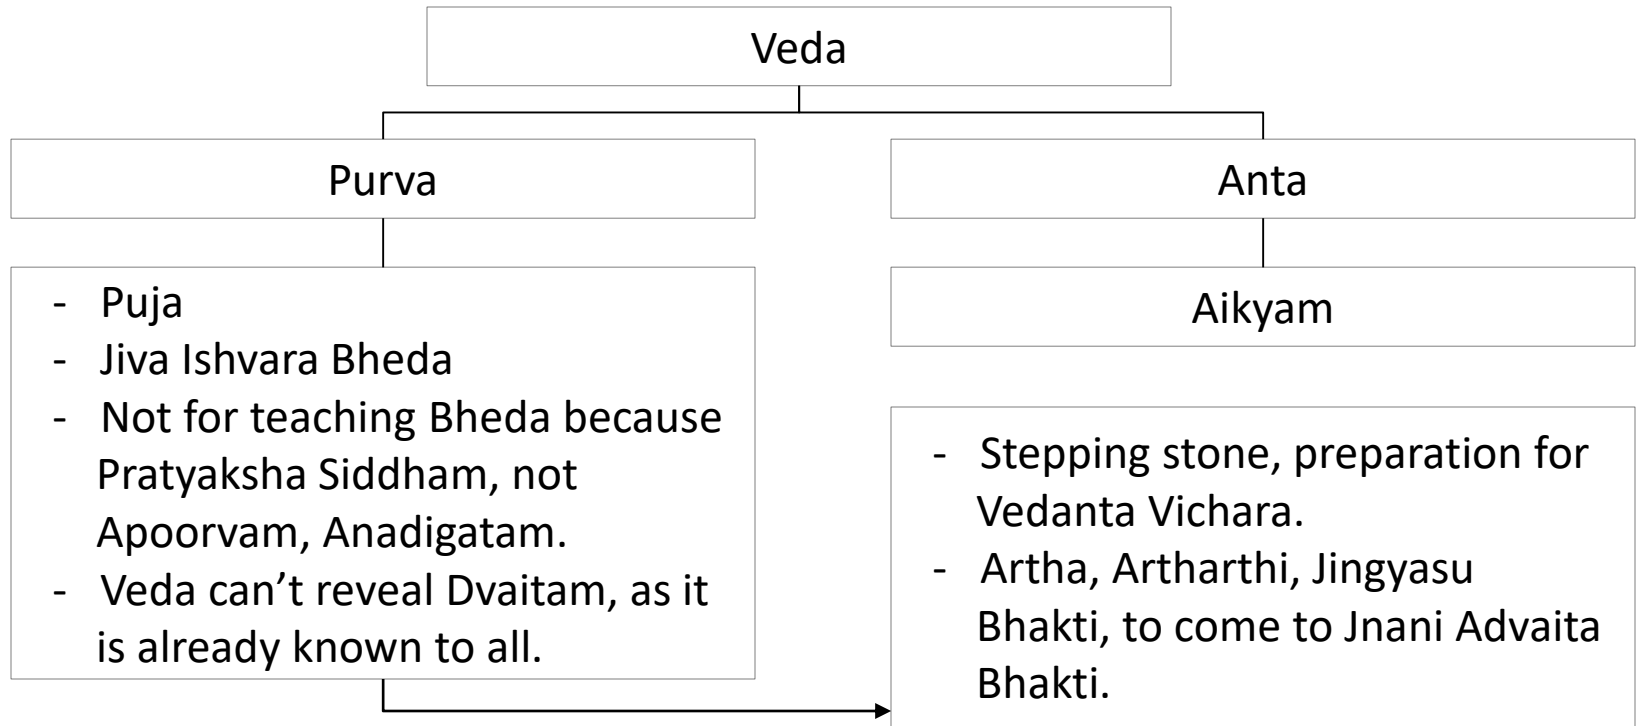 Veda
Purva
Anta
- Puja
- Jiva Ishvara Bheda
- Not for teaching Bheda because
Pratyaksha Siddham, not
Apoorvam, Anadigatam.
- Veda can’t reveal Dvaitam, as it
is already known to all.
Aikyam
- Stepping stone, preparation for
Vedanta Vichara.
- Artha, Artharthi, Jingyasu
Bhakti, to come to Jnani Advaita
Bhakti.